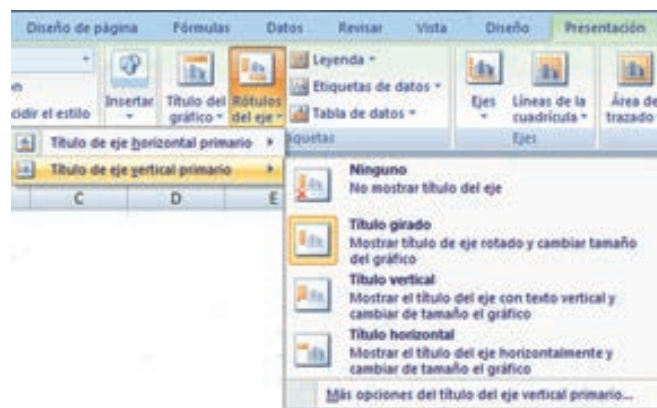 Diseño de página Fórmulas Datos Revisar Vista Diseño Presentación
Leyenda
Etiquetas de datos
Tabla de datos
Insertar
Título del gráfico
Rótulos del eje
Ejes
Líneas de la cuadrícula
Área de trazado
cidir el estilo
quetas
Ejes
Título de eje horizontal primario
Título de eje vertical primario
C D E
Ninguno
No mostrar título del eje
Título girado
Mostrar título de eje rotado y cambiar tamaño
del gráfico
Título vertical
Mostrar el título del eje con texto vertical y
cambiar de tamaño el gráfico
Título horizontal
Mostrar el título del eje horizontalmente y
cambiar de tamaño el gráfico
Más opciones del título del eje vertical primario...